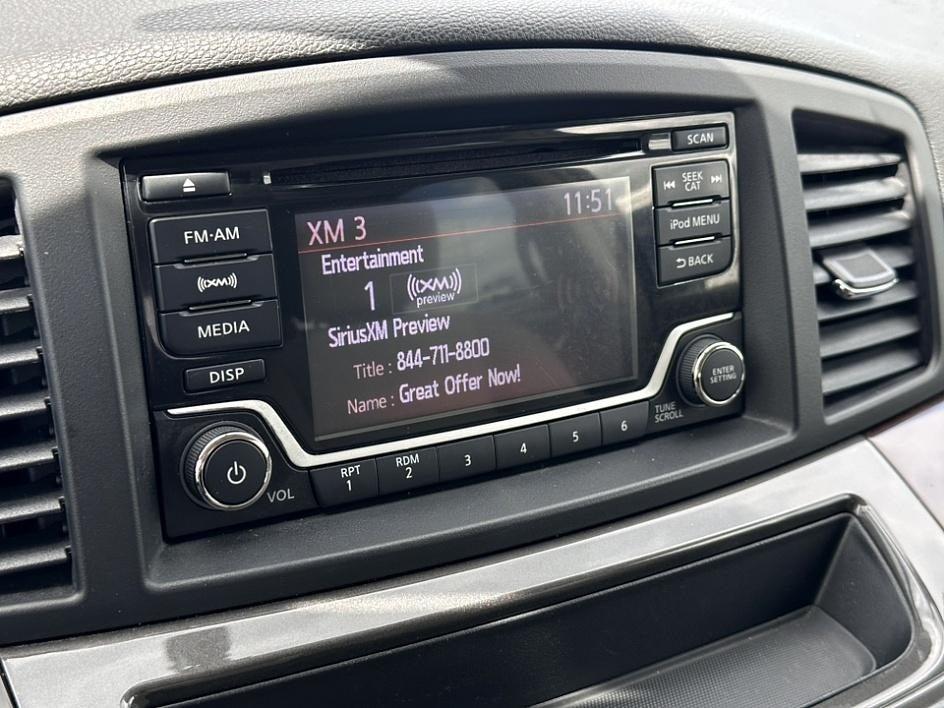 SCAN
SEEK
CAT
iPod MENU
BACK
FM·AM
((XM))
MEDIA
DISP
XM 3
11:51
Entertainment
1 ((XM))
preview
SiriusXM Preview
Title : 844-711-8800
Name : Great Offer Now!
ENTER
SETTING
TUNE
SCROLL
VOL
RPT
1
RDM
2
3
4
5
6